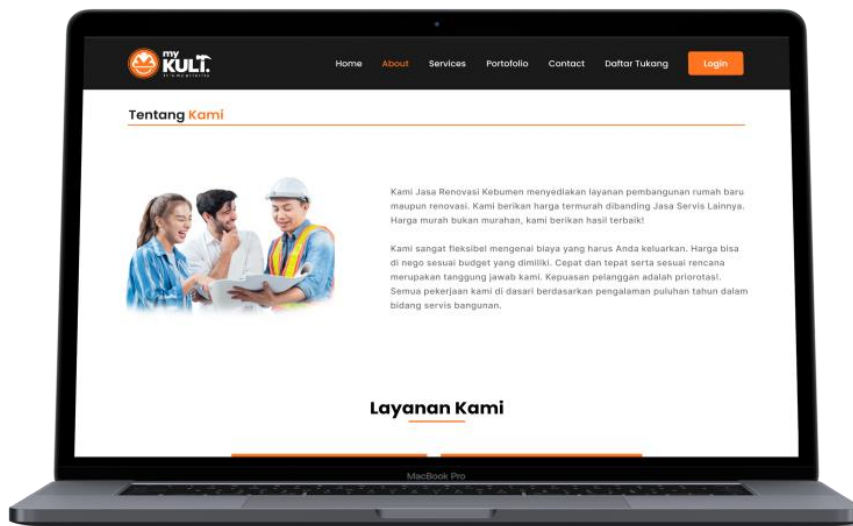 my
KULT.
Home About Services Portofolio Contact Daftar Tukang Login
Tentang Kami
Kami Jasa Renovasi Kebumen menyediakan layanan pembangunan rumah baru
maupun renovasi. Kami berikan harga termurah dibanding Jasa Servis Lainnya.
Harga murah bukan murahan, kami berikan hasil terbaik!
Kami sangat fleksibel mengenai biaya yang harus Anda keluarkan. Harga bisa
di nego sesuai budget yang dimiliki. Cepat dan tepat serta sesuai rencana
merupakan tanggung jawab kami. Kepuasan pelanggan adalah priorotasi.
Semua pekerjaan kami di dasari berdasarkan pengalaman puluhan tahun dalam
bidang servis bangunan.
Layanan Kami
MacBook Pro